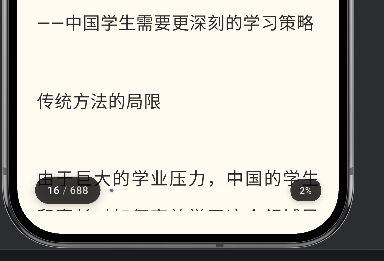 ——中国学生需要更深刻的学习策略
传统方法的局限
由于巨大的学业压力，中国的学生
16 / 688
2%